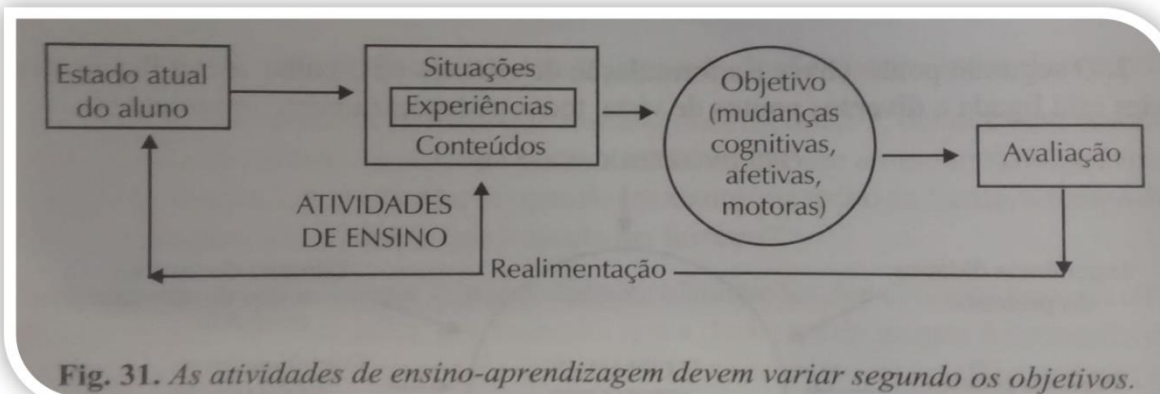 Estado atual
do aluno
Situações
Experiências
Conteúdos
Objetivo
(mudanças
cognitivas,
afetivas,
motoras)
Avaliação
ATIVIDADES
DE ENSINO
Realimentação
Fig. 31. As atividades de ensino-aprendizagem devem variar segundo os objetivos.